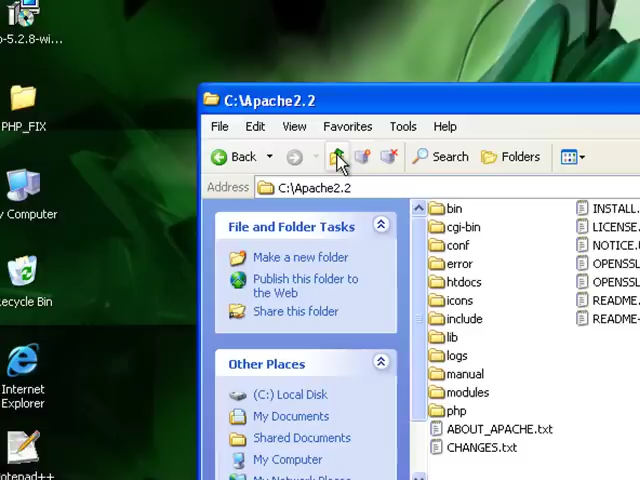 o-5.2.8-wi...
PHP_FIX
y Computer
ecycle Bin
Internet
Explorer
otepad++
C:\Apache2.2
File Edit View Favorites Tools Help
Back Search Folders
Address C:\Apache2.2
File and Folder Tasks
Make a new folder
Publish this folder to
the Web
Share this folder
Other Places
(C:) Local Disk
My Documents
Shared Documents
My Computer
My Network Places
bin
cgi-bin
conf
error
htdocs
icons
include
lib
logs
manual
modules
php
ABOUT_APACHE.txt
CHANGES.txt
INSTALL.
LICENSE.
NOTICE.
OPENSSL
OPENSSL
README.
README-